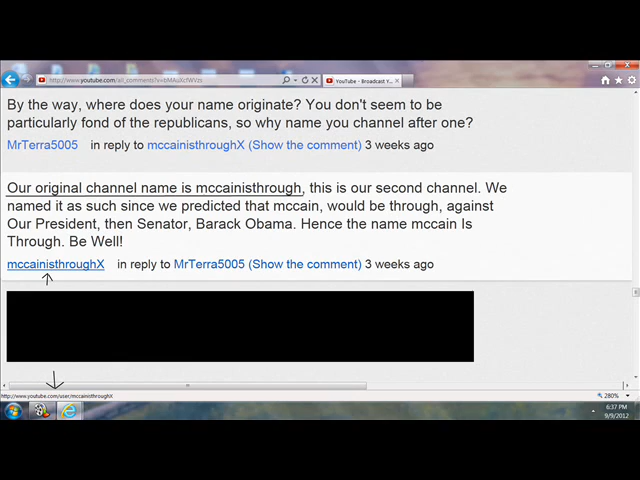 YouTube - Broadcast Y...
By the way, where does your name originate? You don't seem to be
particularly fond of the republicans, so why name you channel after one?
MrTerra5005 in reply to mccainisthroughX (Show the comment) 3 weeks ago
Our original channel name is mccainisthrough, this is our second channel. We
named it as such since we predicted that mccain, would be through, against
Our President, then Senator, Barack Obama. Hence the name mccain Is
Through. Be Well!
mccainisthroughX in reply to MrTerra5005 (Show the comment) 3 weeks ago
http://www.youtube.com/user/mccainisthroughX
280%
6:37 PM
9/9/2012